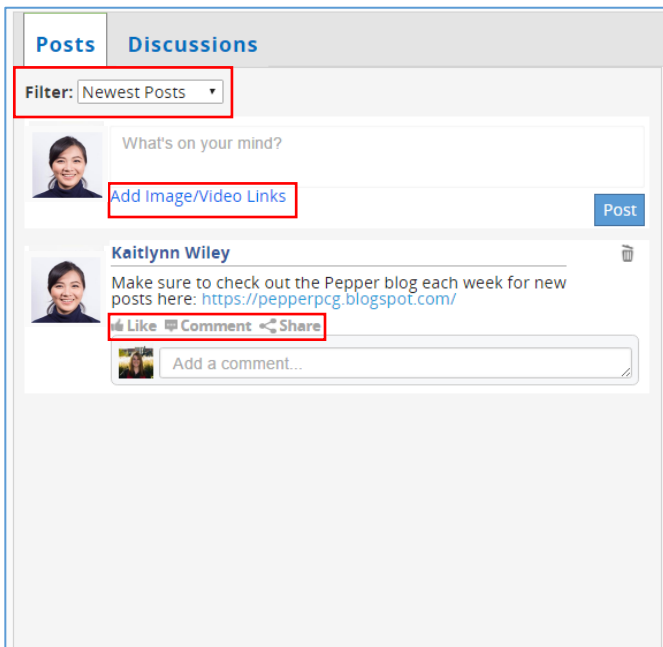 Posts Discussions
Filter: Newest Posts
What's on your mind?
Add Image/Video Links
Post
Kaitlynn Wiley
Make sure to check out the Pepper blog each week for new
posts here: https://pepperpcg.blogspot.com/
Like Comment Share
Add a comment...